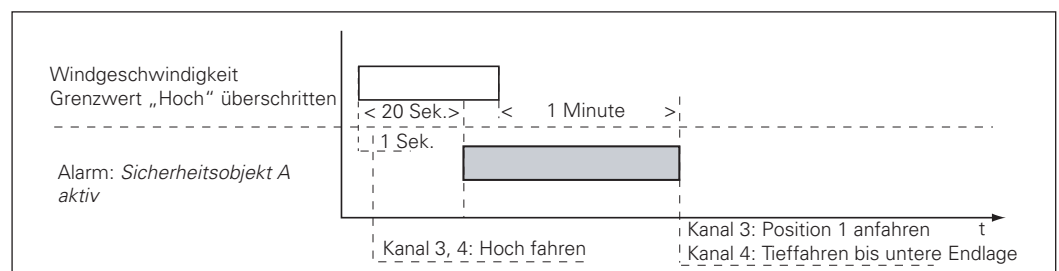 Windgeschwindigkeit
Grenzwert „Hoch“ überschritten
< 20 Sek.>
< 1 Minute >
1 Sek.
Alarm: Sicherheitsobjekt A
aktiv
Kanal 3: Position 1 anfahren
t
Kanal 3, 4: Hoch fahren
Kanal 4: Tieffahren bis untere Endlage